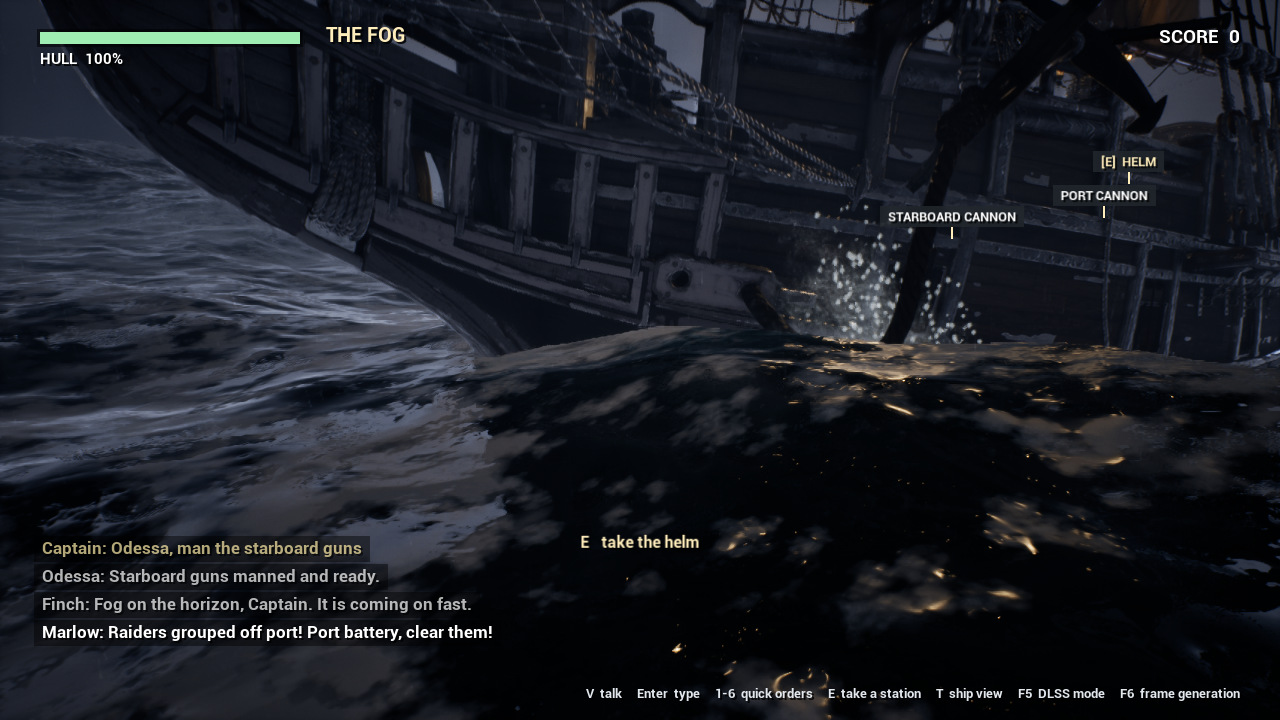 THE FOG
SCORE 0
HULL 100%
[E] HELM
PORT CANNON
STARBOARD CANNON
E take the helm
Captain: Odessa, man the starboard guns
Odessa: Starboard guns manned and ready.
Finch: Fog on the horizon, Captain. It is coming on fast.
Marlow: Raiders grouped off port! Port battery, clear them!
V talk Enter type 1-6 quick orders E take a station T ship view F5 DLSS mode F6 frame generation